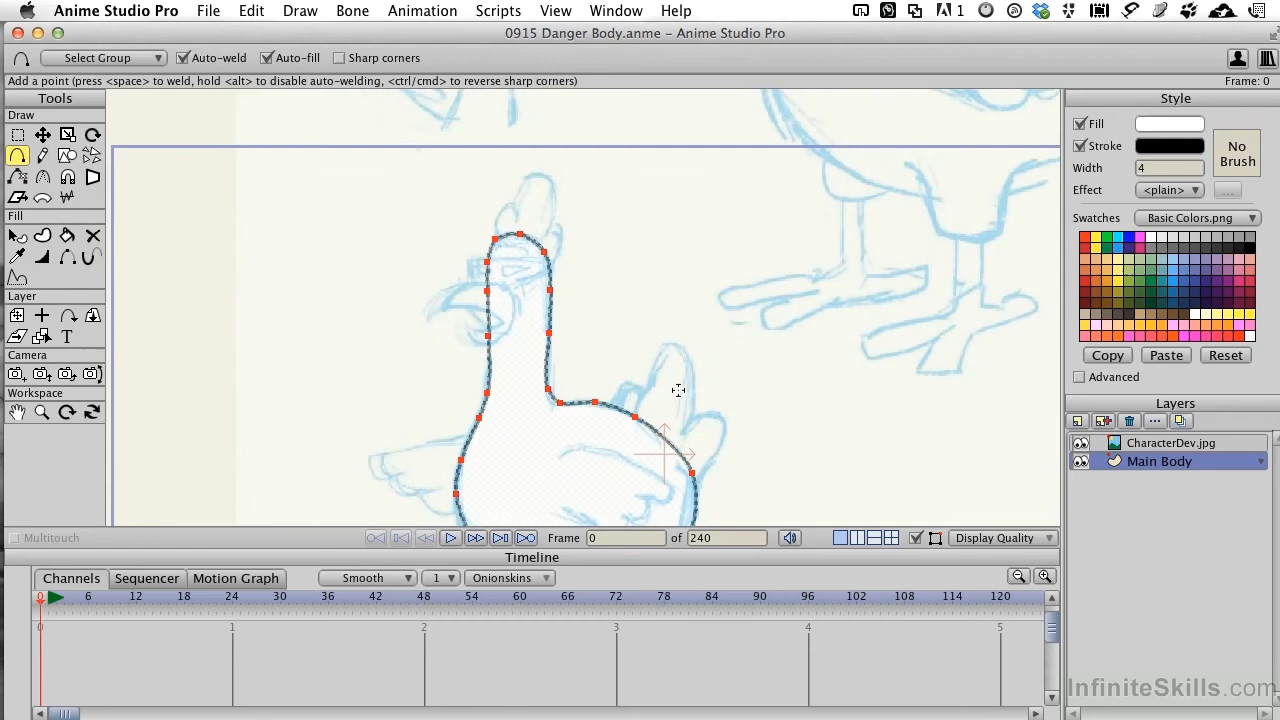 Anime Studio Pro File Edit Draw Bone Animation Scripts View Window Help 1
0915 Danger Body.anme – Anime Studio Pro
Select Group Auto-weld Auto-fill Sharp corners
Add a point (press <space> to weld, hold <alt> to disable auto-welding, <ctrl/cmd> to reverse sharp corners) Frame: 0
Tools
Draw
Fill
Layer
Camera
Workspace
Style
Fill
Stroke
No Brush
Width 4
Effect <plain> ...
Swatches Basic Colors.png
Copy Paste Reset
Advanced
Layers
CharacterDev.jpg
Main Body
Multitouch Frame 0 of 240 Display Quality
Timeline
Channels Sequencer Motion Graph Smooth 1 Onionskins
0 6 12 18 24 30 36 42 48 54 60 66 72 78 84 90 96 102 108 114 120
0 1 2 3 4 5
InfiniteSkills.com